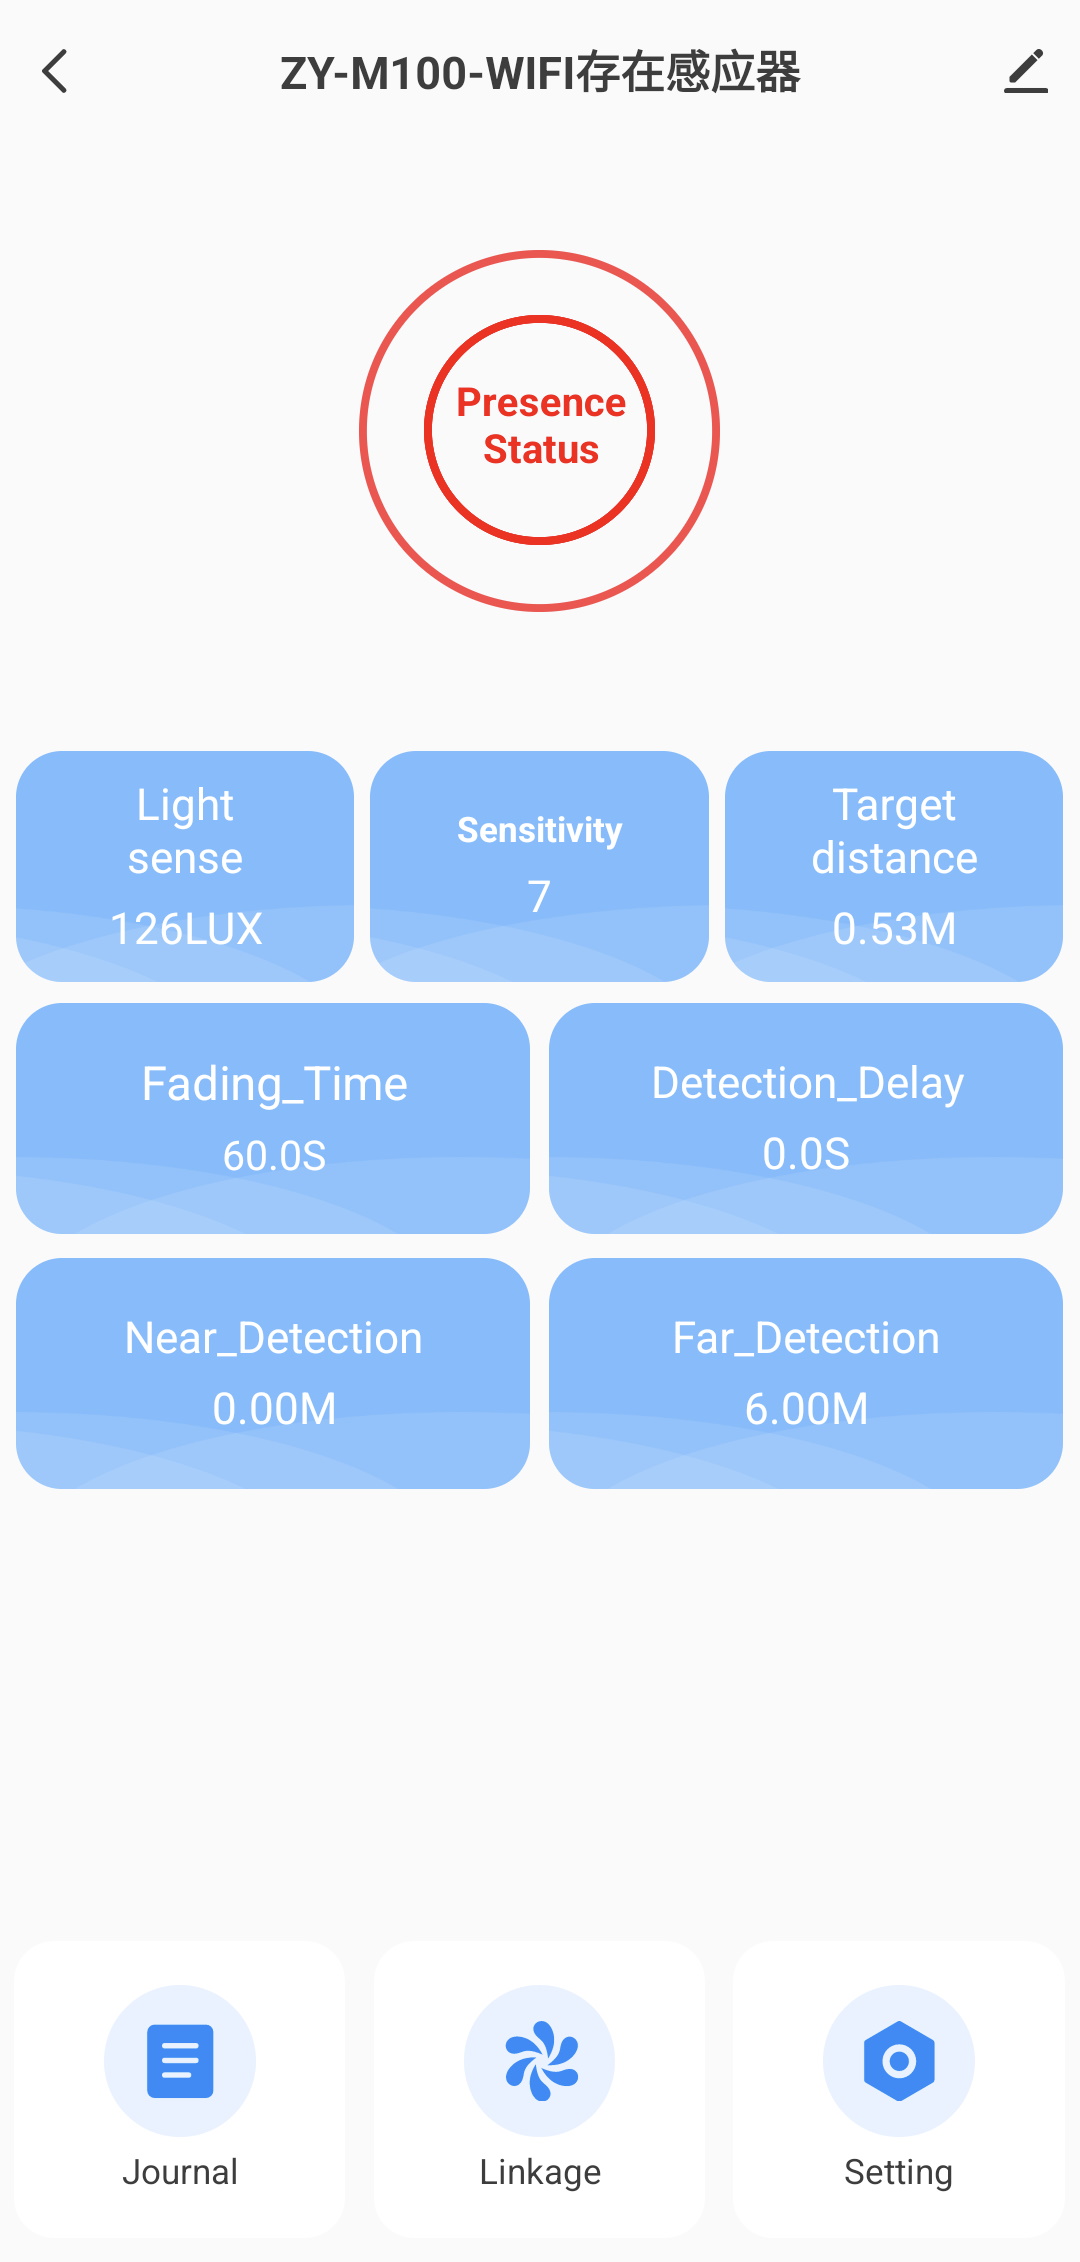 ZY-M100-WIFI存在感应器
Presence
Status
Light
sense
126LUX
Sensitivity
7
Target
distance
0.53M
Fading_Time
60.0S
Detection_Delay
0.0S
Near_Detection
0.00M
Far_Detection
6.00M
Journal
Linkage
Setting